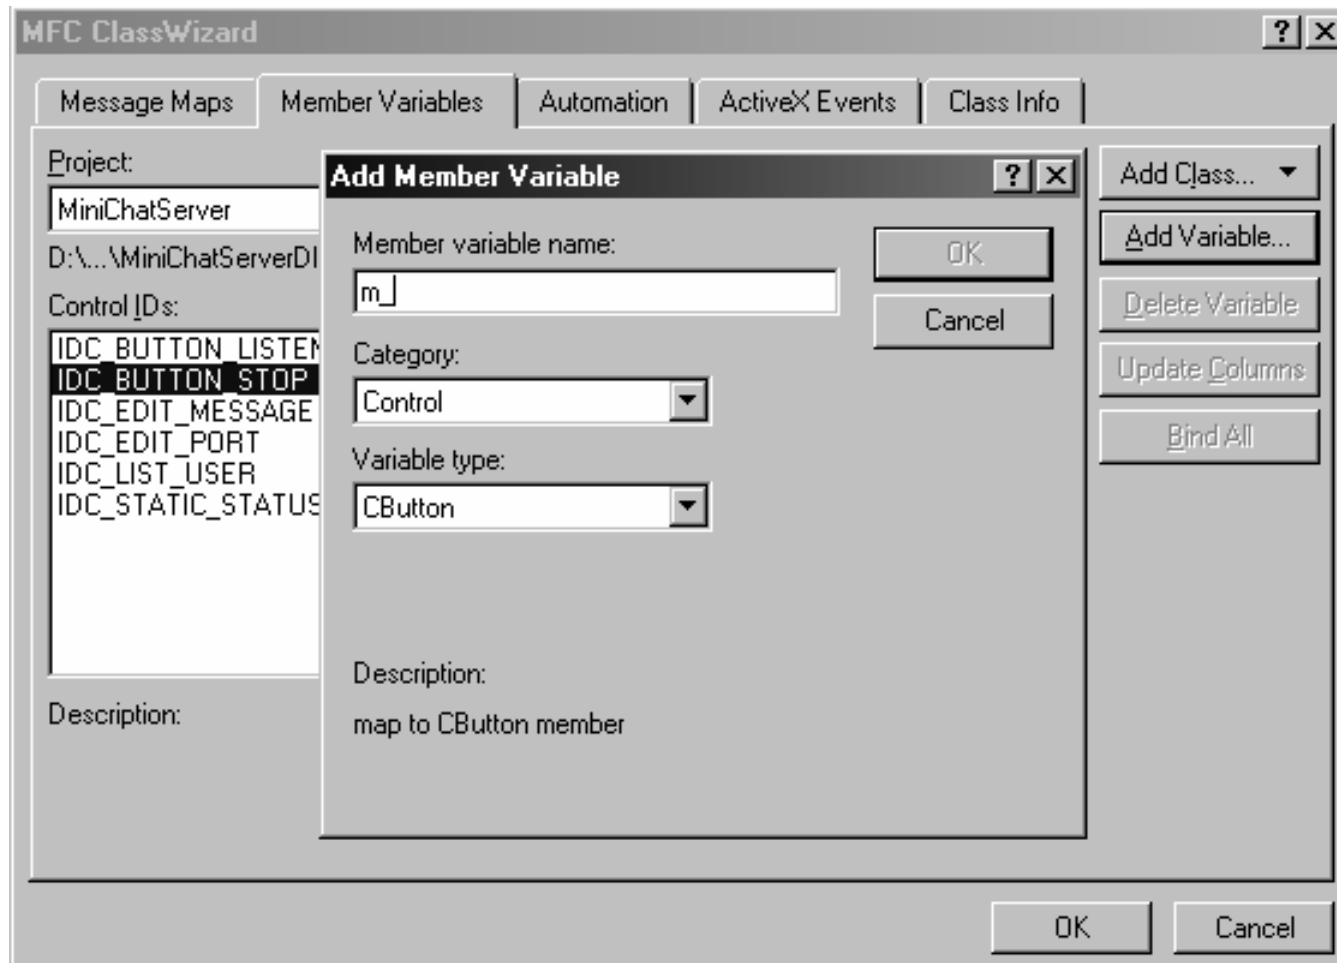 MFC ClassWizard
Message Maps
Member Variables
Automation
ActiveX Events
Class Info
Project:
MiniChatServer
D:\...\MiniChatServerDl
Control IDs:
IDC_BUTTON_LISTEN
IDC_BUTTON_STOP
IDC_EDIT_MESSAGE
IDC_EDIT_PORT
IDC_LIST_USER
IDC_STATIC_STATUS
Description:
Add Member Variable
Member variable name:
m_
Category:
Control
Variable type:
CButton
Description:
map to CButton member
OK
Cancel
Add Class...
Add Variable...
Delete Variable
Update Columns
Bind All
OK
Cancel